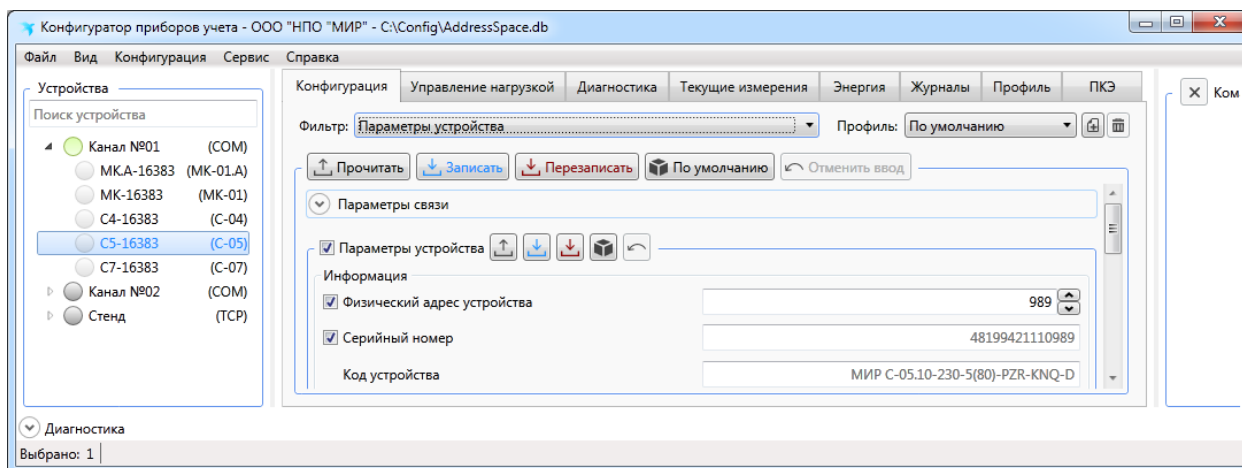 Конфигуратор приборов учета - ООО "НПО "МИР" - C:\Config\AddressSpace.db
Файл Вид Конфигурация Сервис Справка
Устройства
Поиск устройства
Канал №01 (COM)
МК.А-16383 (МК-01.А)
МК-16383 (МК-01)
С4-16383 (С-04)
С5-16383 (С-05)
С7-16383 (С-07)
Канал №02 (COM)
Стенд (TCP)
Конфигурация Управление нагрузкой Диагностика Текущие измерения Энергия Журналы Профиль ПКЭ
Фильтр: Параметры устройства Профиль: По умолчанию
Прочитать Записать Перезаписать По умолчанию Отменить ввод
Параметры связи
Параметры устройства
Информация
Физический адрес устройства 989
Серийный номер 48199421110989
Код устройства МИР С-05.10-230-5(80)-PZR-KNQ-D
Ком
Диагностика
Выбрано: 1